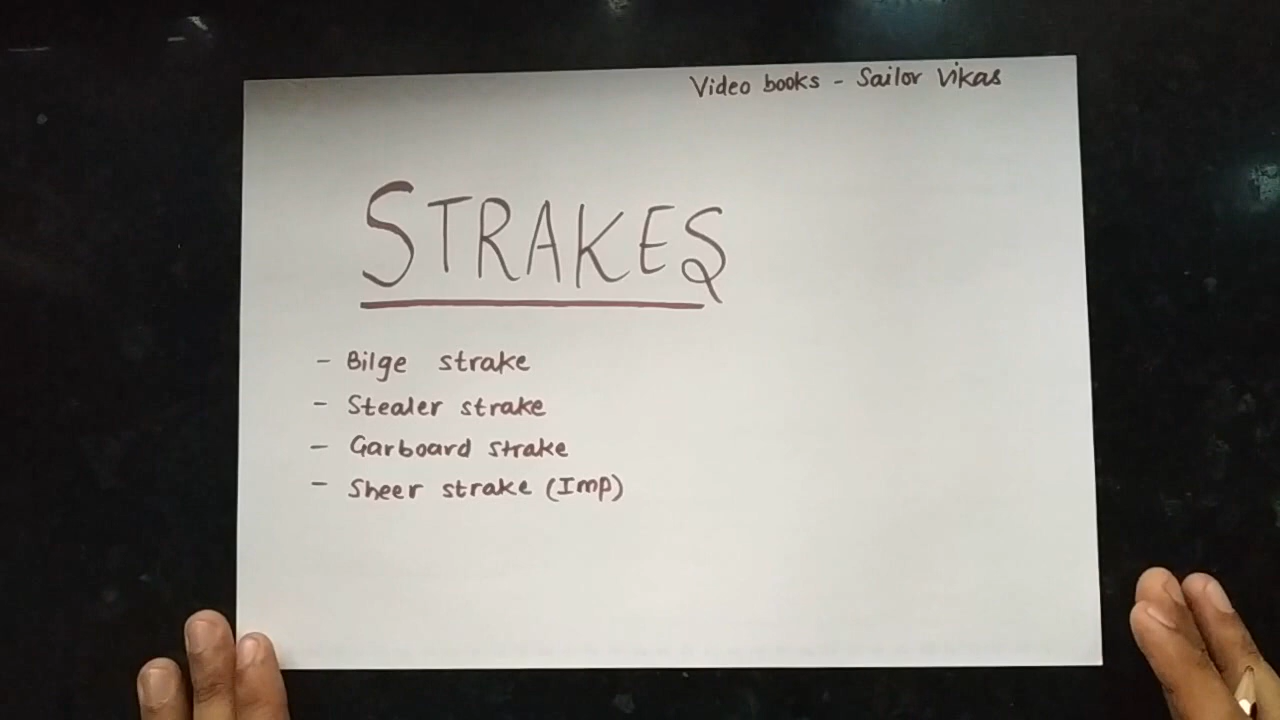 Video books - Sailor Vikas
STRAKES
- Bilge strake
- Stealer strake
- Garboard strake
- Sheer strake (Imp)